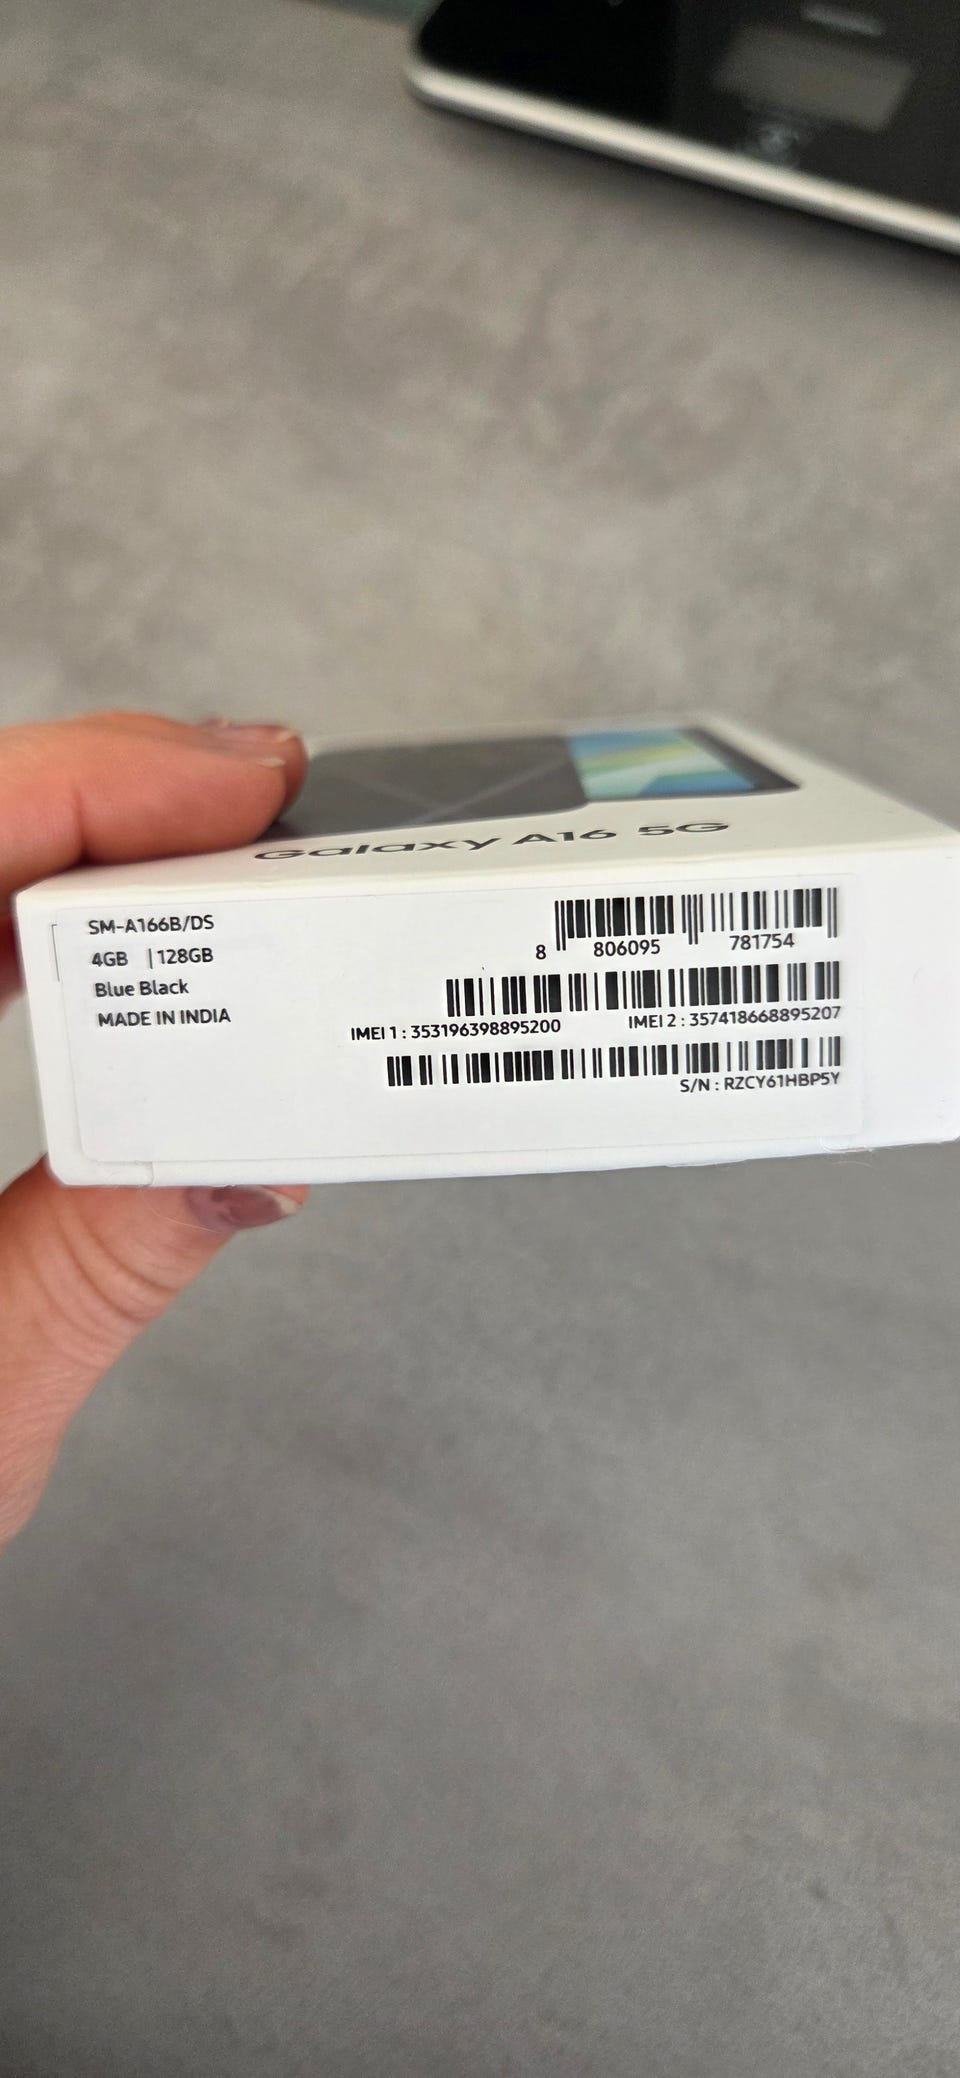 Galaxy A16 5G
SM-A166B/DS
4GB | 128GB
Blue Black
MADE IN INDIA
8 806095 781754
IMEI 1 : 353196398895200 IMEI 2 : 357418668895207
S/N : RZCY61HBP5Y